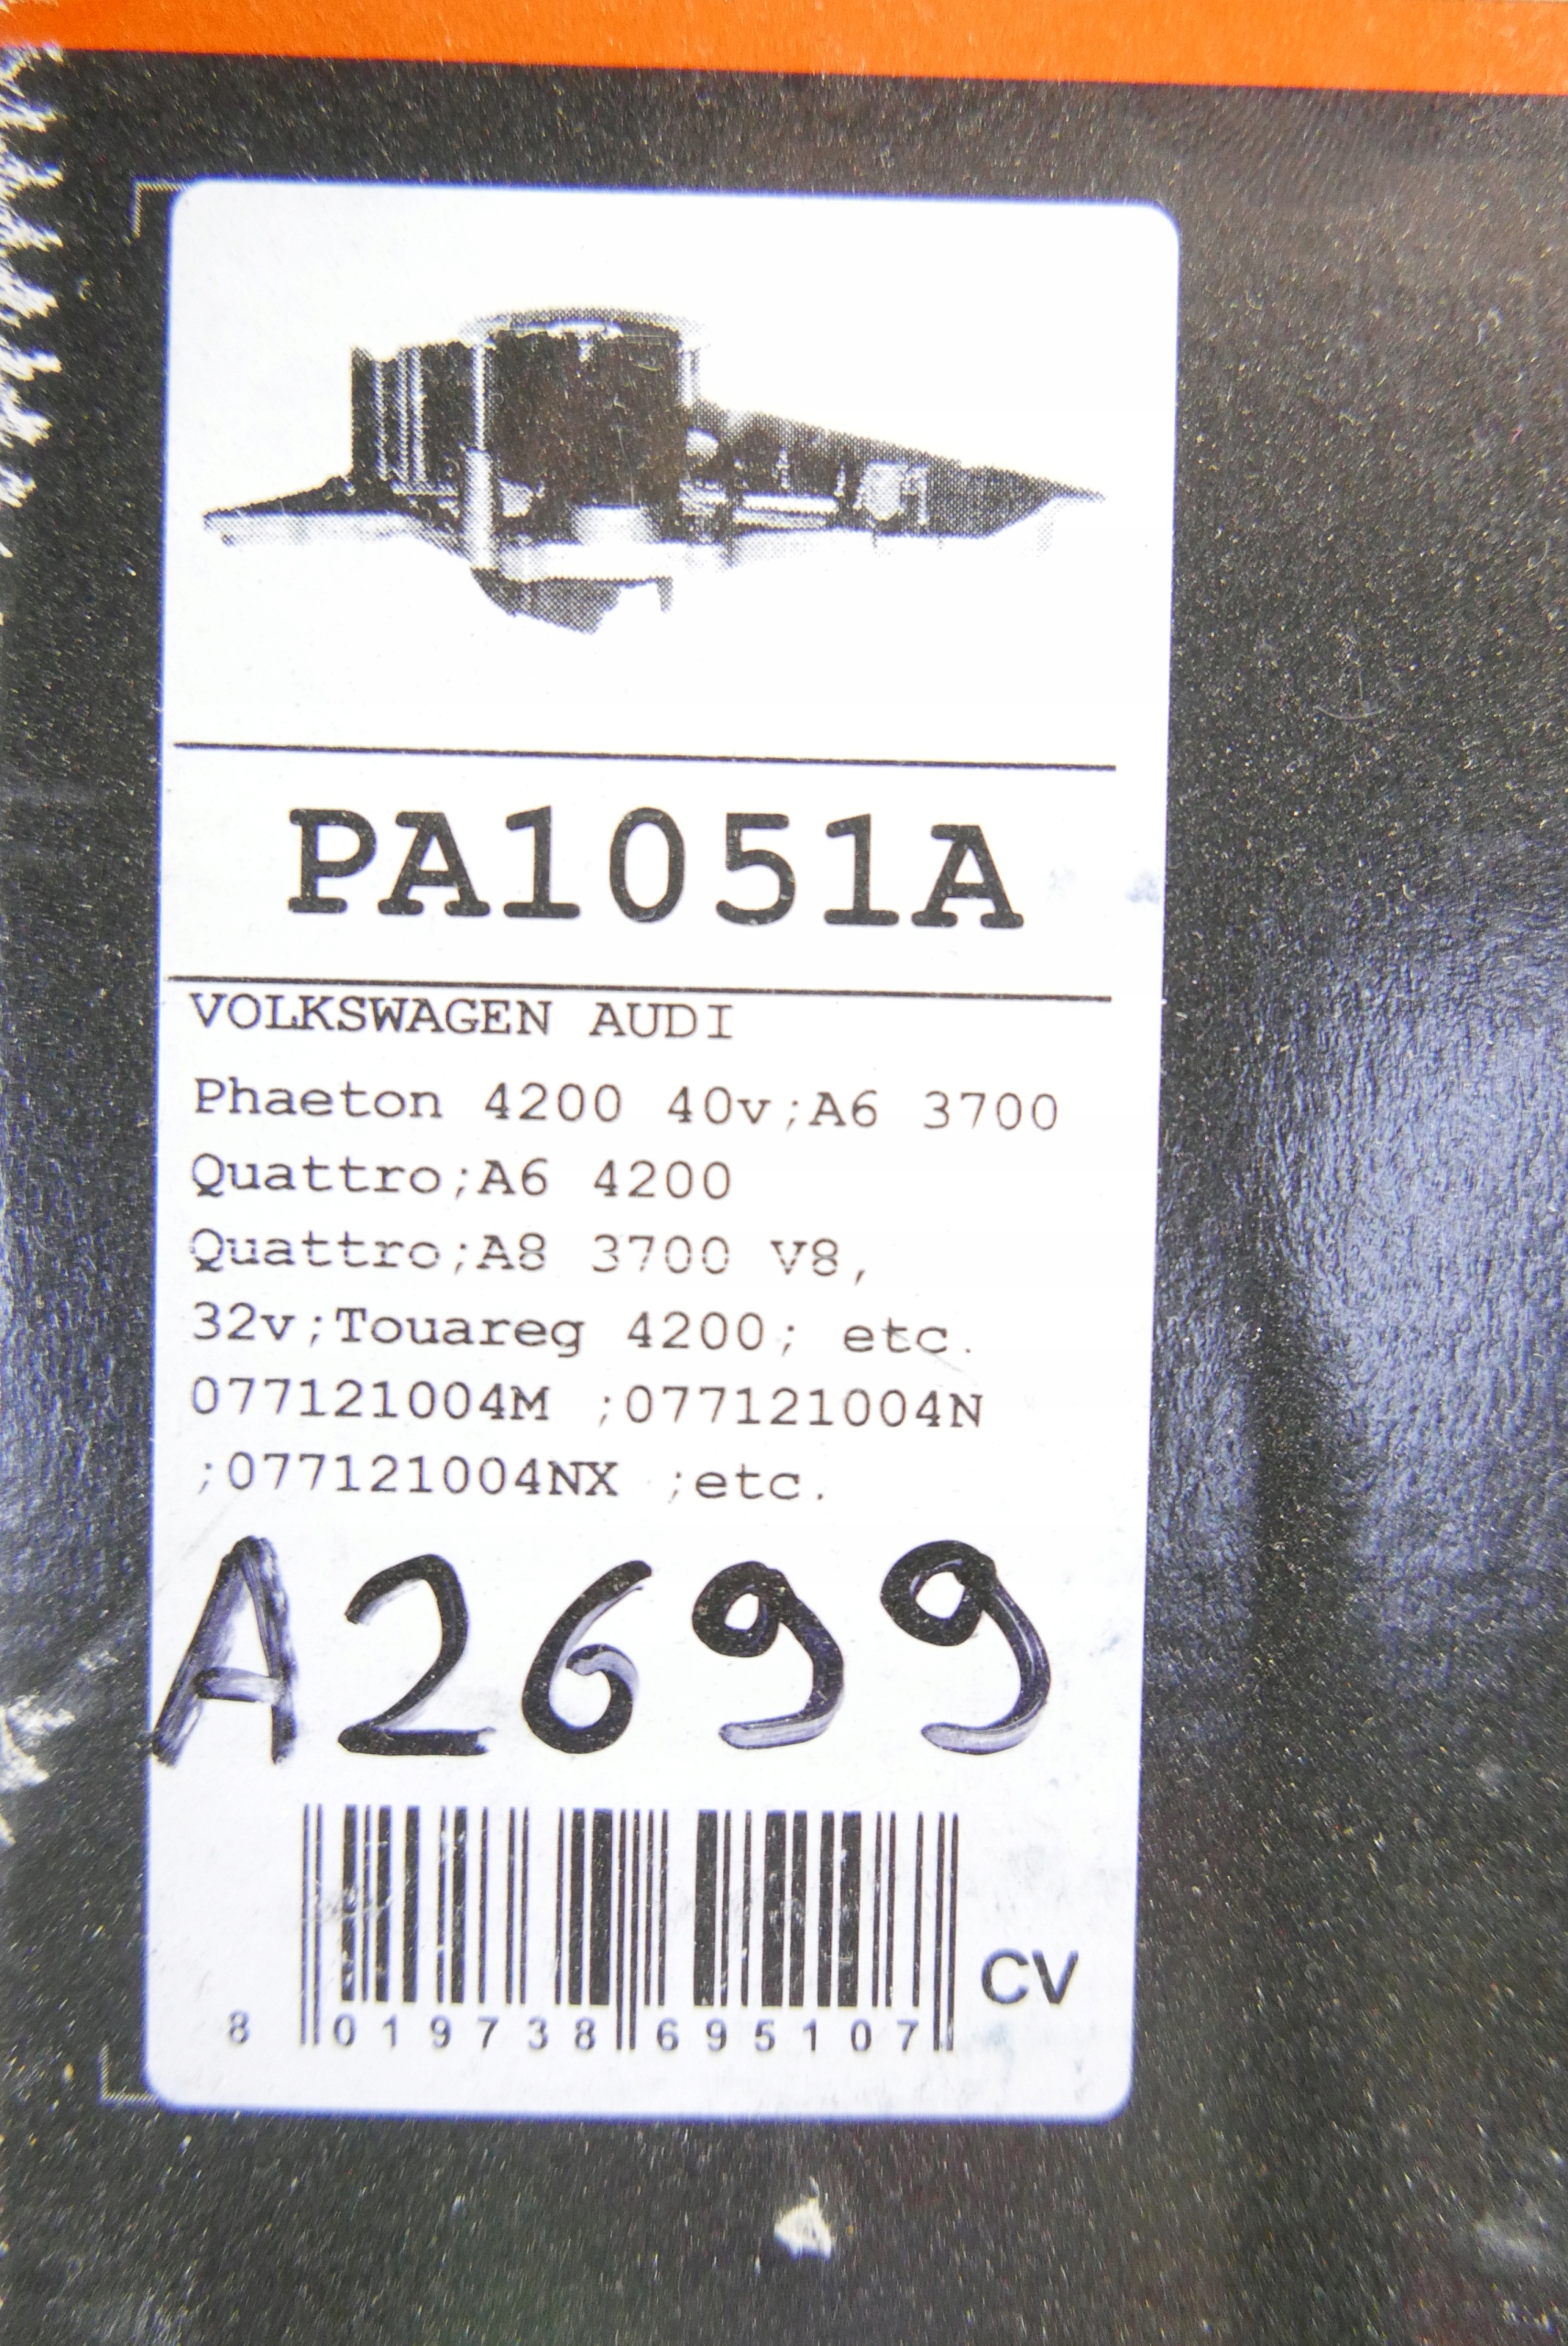 PA1051A
VOLKSWAGEN AUDI
Phaeton 4200 40v;A6 3700
Quattro;A6 4200
Quattro;A8 3700 V8,
32v;Touareg 4200; etc.
077121004M ;077121004N
;077121004NX ;etc.
A2699
CV
8 019738 695107